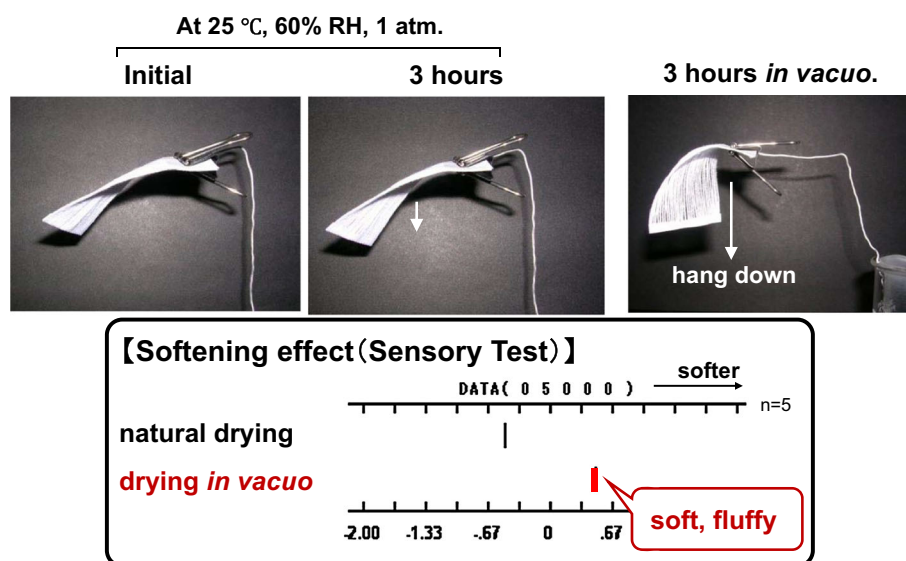 At 25 ℃, 60% RH, 1 atm.
Initial
3 hours
3 hours in vacuo.
hang down
【Softening effect(Sensory Test)】
softer
DATA( 0 5 0 0 0 )
n=5
natural drying
drying in vacuo
soft, fluffy
-2.00 -1.33 -.67 0 .67